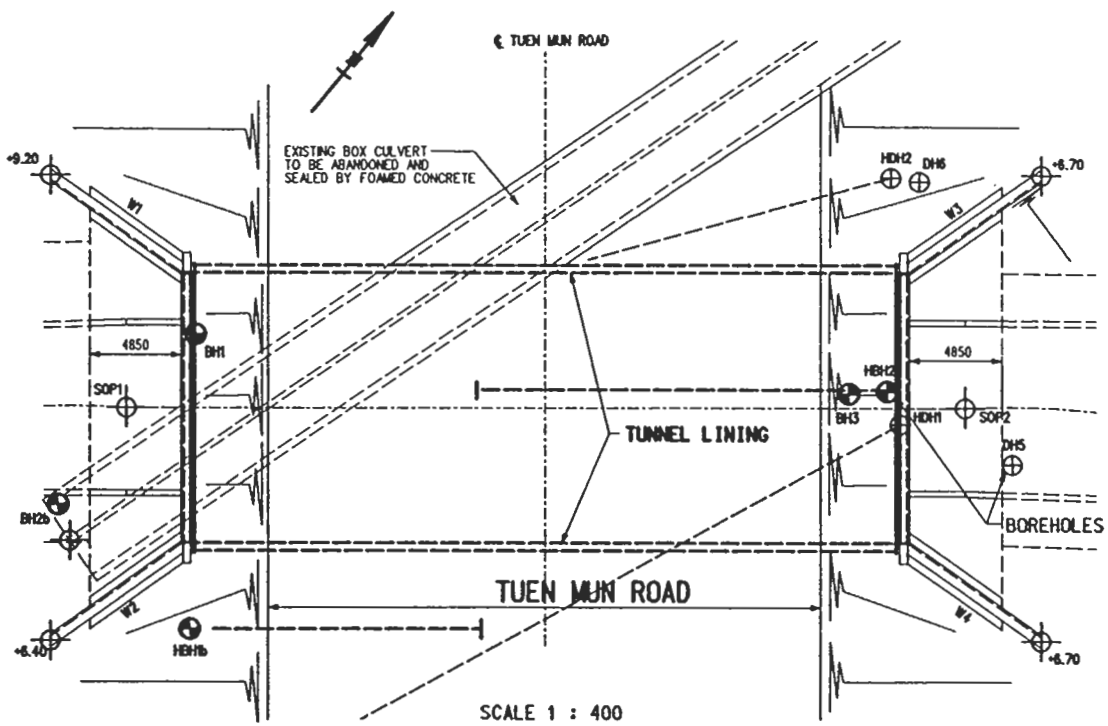 ℄ TUEN MUN ROAD
N
EXISTING BOX CULVERT
TO BE ABANDONED AND
SEALED BY FOAMED CONCRETE
+9.20
W1
HDH2
DH6
+6.70
W3
BH1
4850
4850
SOP1
HBH2
BH3
HDH1
SOP2
TUNNEL LINING
DH5
BH2b
BOREHOLES
TUEN MUN ROAD
W2
W4
+6.40
HBH1b
+6.70
SCALE 1 : 400